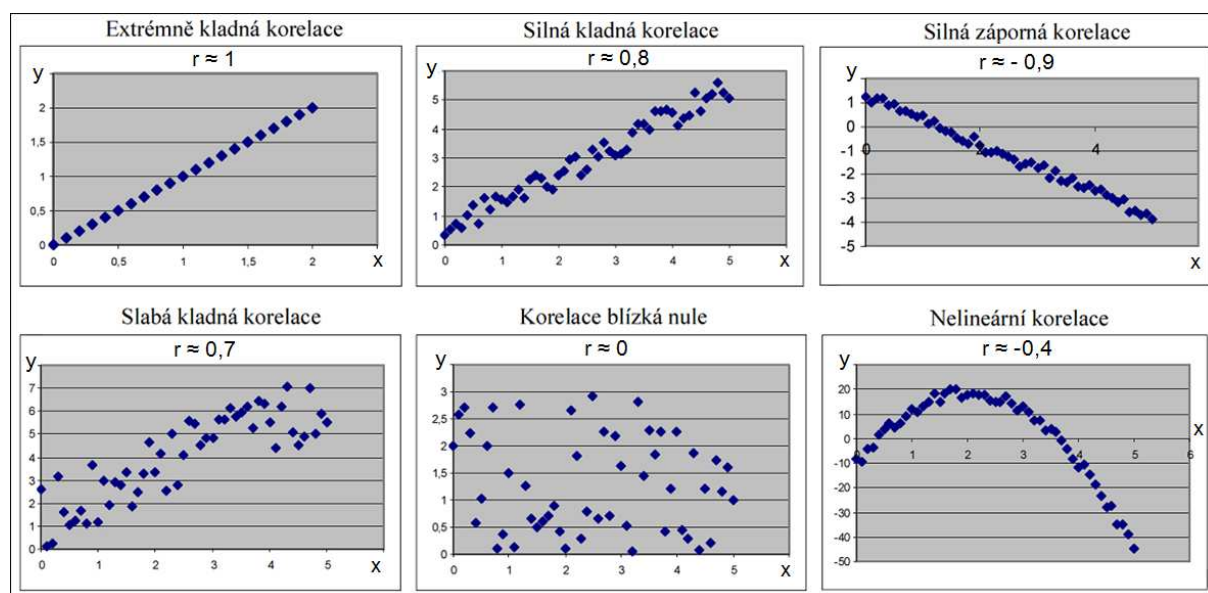 Extrémně kladná korelace
r ≈ 1
y
2
1,5
1
0,5
0
0 0,5 1 1,5 2
x
Silná kladná korelace
r ≈ 0,8
y
5
4
3
2
1
0
0 1 2 3 4 5
x
Silná záporná korelace
r ≈ - 0,9
y
1
0
-1
-2
-3
-4
-5
0 2 4
x
Slabá kladná korelace
r ≈ 0,7
y
7
6
5
4
3
2
1
0
0 1 2 3 4 5
x
Korelace blízká nule
r ≈ 0
y
3
2,5
2
1,5
1
0,5
0
0 1 2 3 4 5
x
Nelineární korelace
r ≈ -0,4
y
20
10
0
-10
-20
-30
-40
-50
0 1 2 3 4 5 6
x